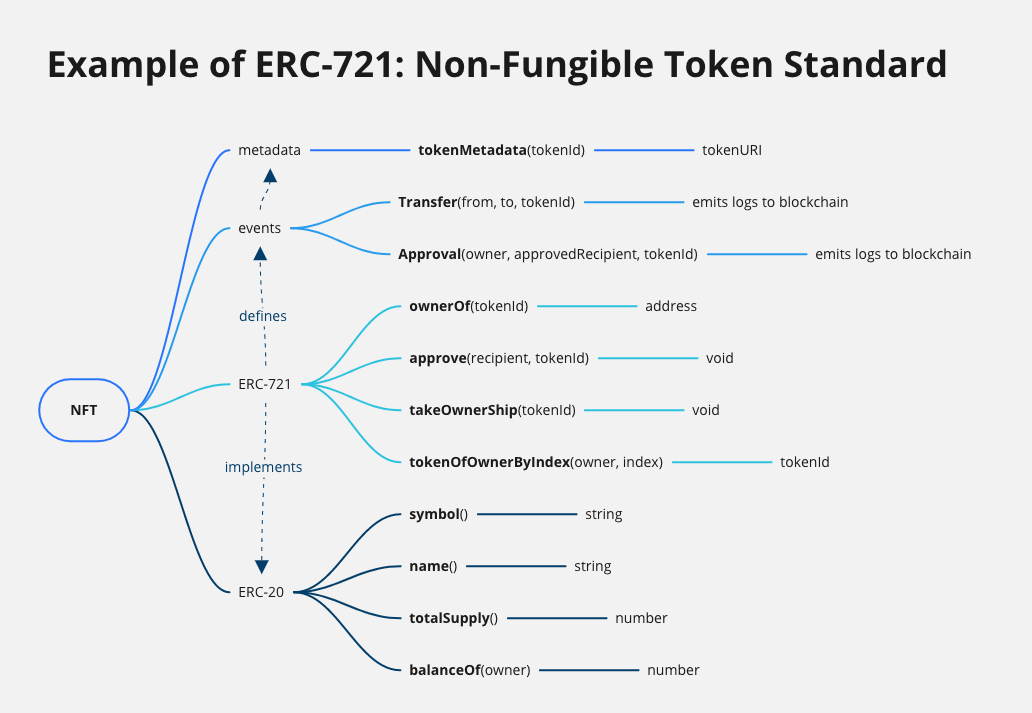 Example of ERC-721: Non-Fungible Token Standard
metadata
tokenMetadata(tokenId)
tokenURI
Transfer(from, to, tokenId)
emits logs to blockchain
events
Approval(owner, approvedRecipient, tokenId)
emits logs to blockchain
defines
ownerOf(tokenId)
address
approve(recipient, tokenId)
void
ERC-721
NFT
takeOwnerShip(tokenId)
void
implements
tokenOfOwnerByIndex(owner, index)
tokenId
symbol()
string
name()
string
ERC-20
totalSupply()
number
balanceOf(owner)
number